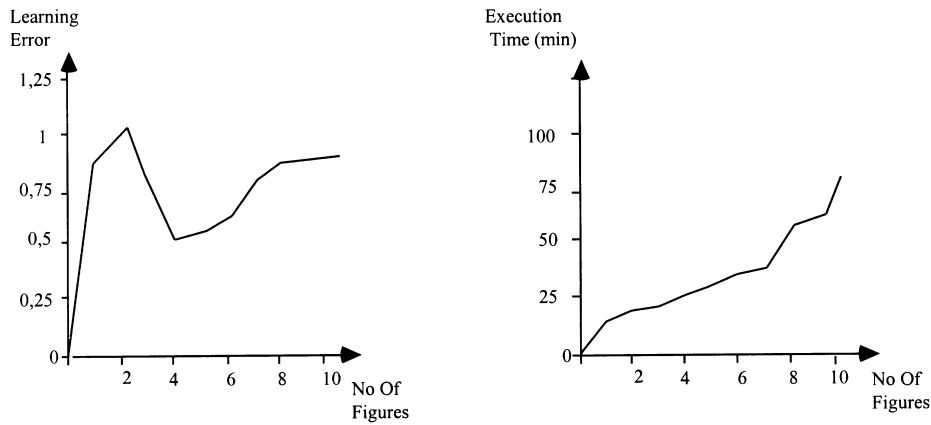 Learning
Error
1,25
1
0,75
0,5
0,25
0
2 4 6 8 10
No Of
Figures
Execution
Time (min)
100
75
50
25
0
2 4 6 8 10
No Of
Figures